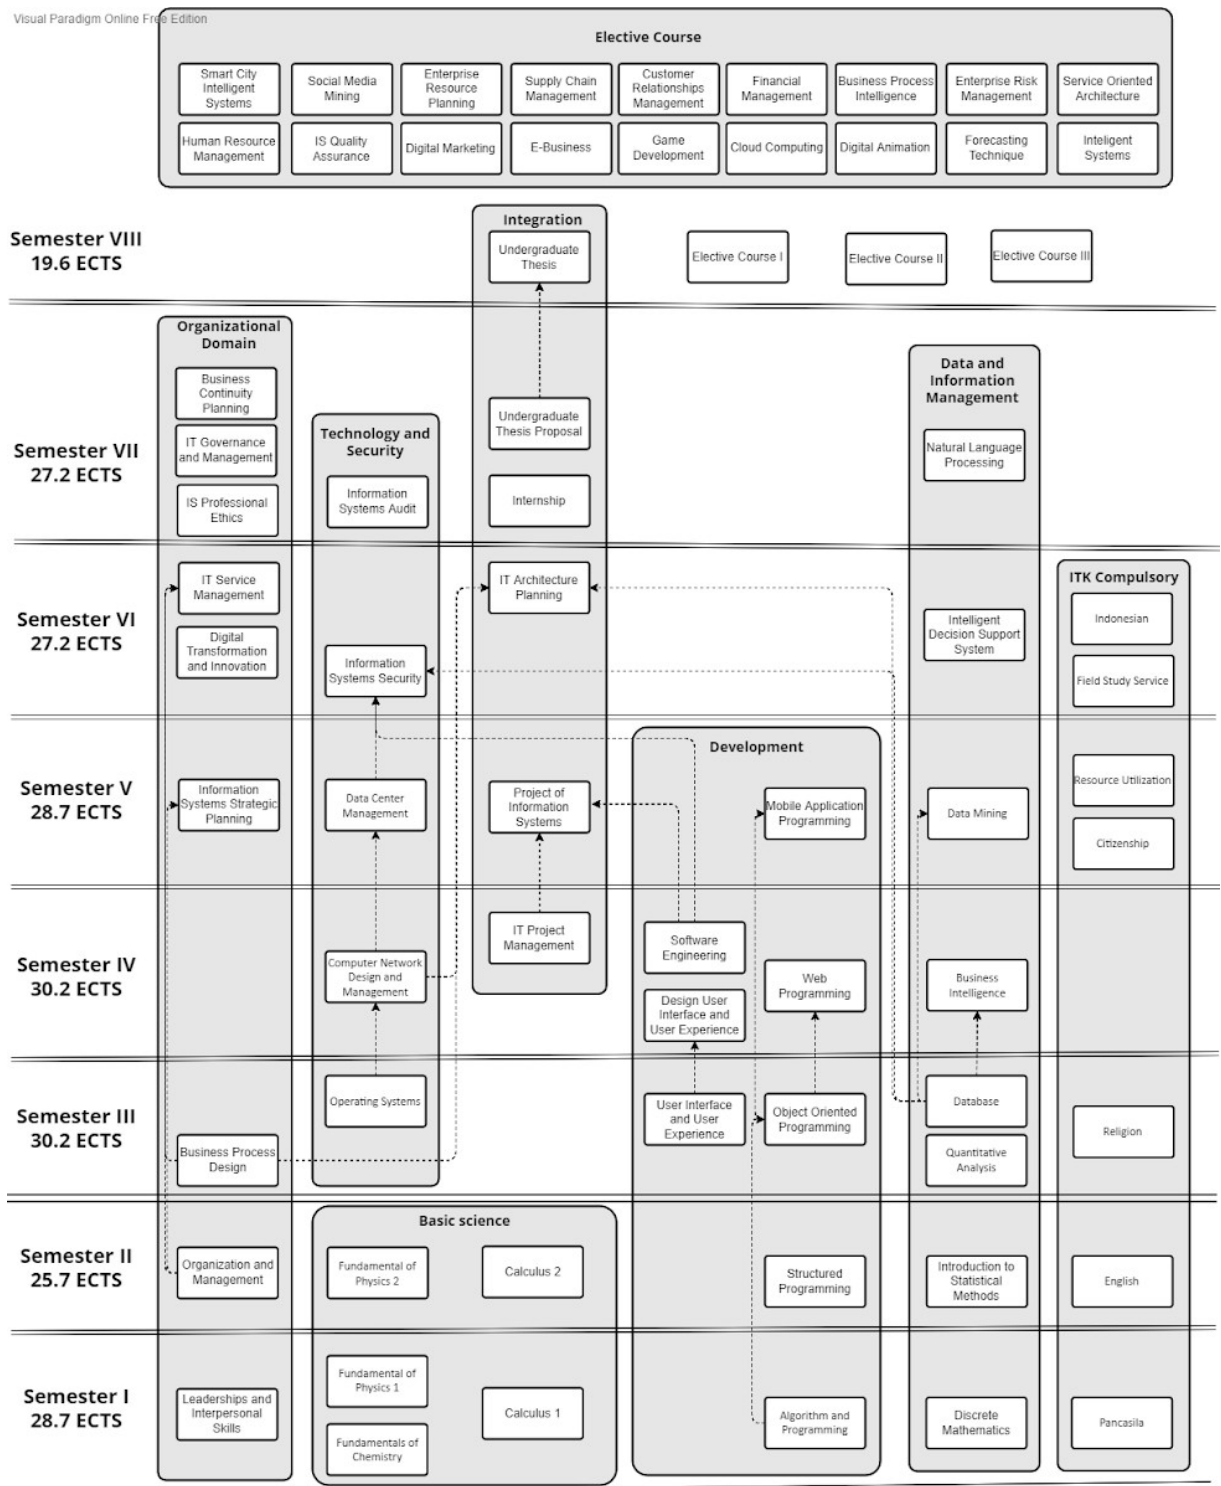 Visual Paradigm Online Free Edition
Elective Course
Smart City
Intelligent
Systems
Social Media
Mining
Enterprise
Resource
Planning
Supply Chain
Management
Customer
Relationships
Management
Financial
Management
Business Process
Intelligence
Enterprise Risk
Management
Service Oriented
Architecture
Human Resource
Management
IS Quality
Assurance
Digital Marketing
E-Business
Game
Development
Cloud Computing
Digital Animation
Forecasting
Technique
Inteligent
Systems
Semester VIII
19.6 ECTS
Integration
Undergraduate
Thesis
Elective Course I
Elective Course II
Elective Course III
Semester VII
27.2 ECTS
Organizational
Domain
Business
Continuity
Planning
IT Governance
and Management
IS Professional
Ethics
Technology and
Security
Information
Systems Audit
Undergraduate
Thesis Proposal
Internship
Data and
Information
Management
Natural Language
Processing
Semester VI
27.2 ECTS
IT Service
Management
Digital
Transformation
and Innovation
Information
Systems Security
IT Architecture
Planning
Intelligent
Decision Support
System
ITK Compulsory
Indonesian
Field Study Service
Semester V
28.7 ECTS
Information
Systems Strategic
Planning
Data Center
Management
Project of
Information
Systems
Development
Mobile Application
Programming
Data Mining
Resource Utilization
Citizenship
Semester IV
30.2 ECTS
Computer Network
Design and
Management
IT Project
Management
Software
Engineering
Design User
Interface and
User Experience
Web
Programming
Business
Intelligence
Semester III
30.2 ECTS
Business Process
Design
Operating Systems
User Interface
and User
Experience
Object Oriented
Programming
Database
Quantitative
Analysis
Religion
Semester II
25.7 ECTS
Organization and
Management
Basic science
Fundamental of
Physics 2
Calculus 2
Structured
Programming
Introduction to
Statistical
Methods
English
Semester I
28.7 ECTS
Leaderships and
Interpersonal
Skills
Fundamental of
Physics 1
Fundamentals of
Chemistry
Calculus 1
Algorithm and
Programming
Discrete
Mathematics
Pancasila